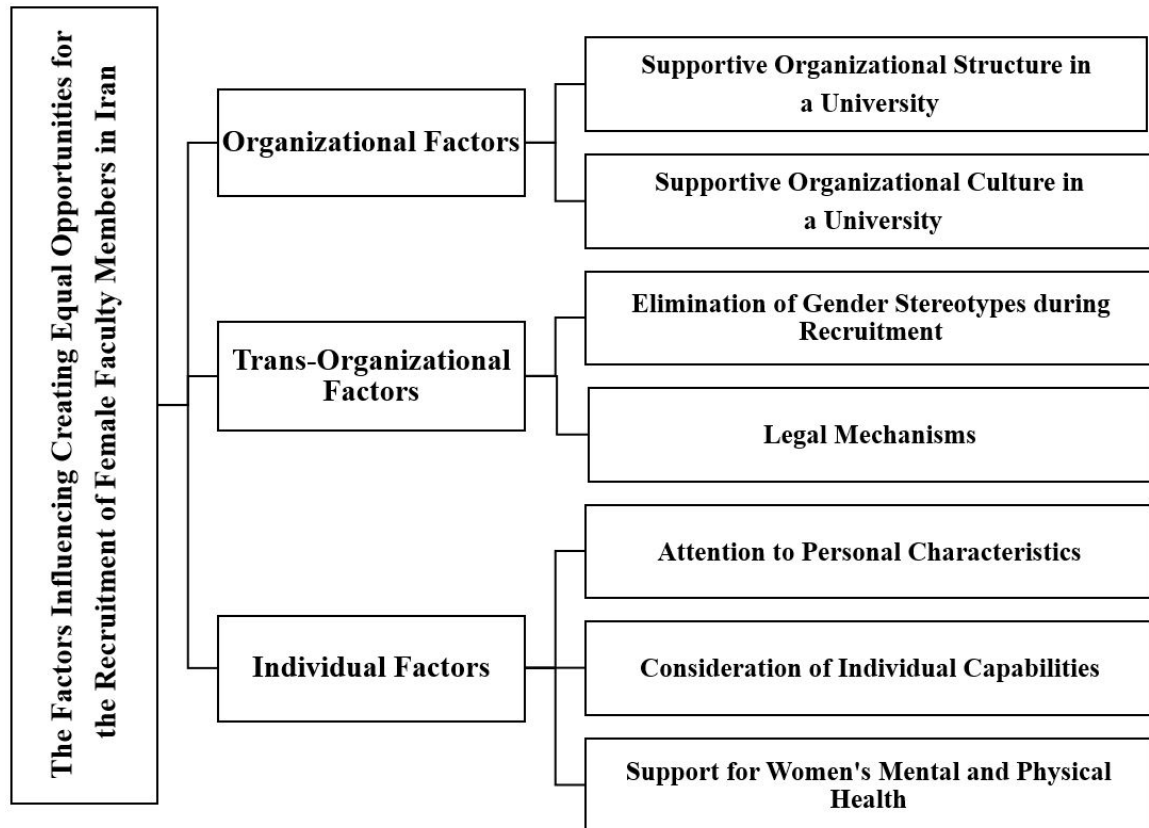 The Factors Influencing Creating Equal Opportunities for
the Recruitment of Female Faculty Members in Iran
Organizational Factors
Supportive Organizational Structure in
a University
Supportive Organizational Culture in
a University
Trans-Organizational
Factors
Elimination of Gender Stereotypes during
Recruitment
Legal Mechanisms
Individual Factors
Attention to Personal Characteristics
Consideration of Individual Capabilities
Support for Women's Mental and Physical
Health